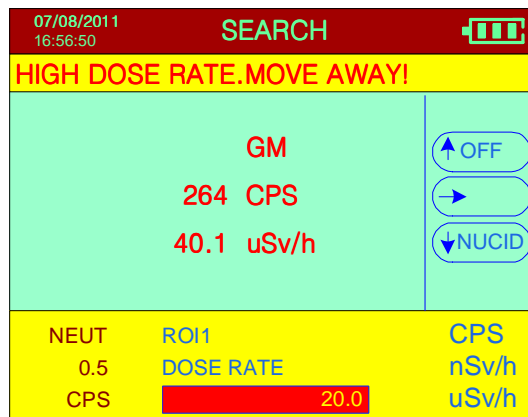 07/08/2011
16:56:50
SEARCH
HIGH DOSE RATE.MOVE AWAY!
GM
264 CPS
40.1 uSv/h
OFF
NUCID
NEUT ROI1 CPS
0.5 DOSE RATE nSv/h
CPS 20.0 uSv/h